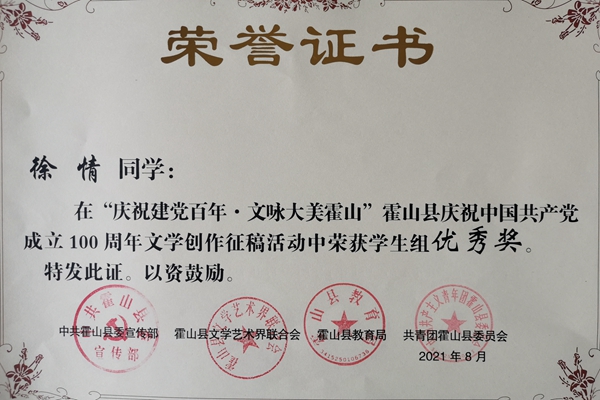 荣誉证书
徐 情 同学：
在“庆祝建党百年·文咏大美霍山”霍山县庆祝中国共产党
成立100周年文学创作征稿活动中荣获学生组优秀奖。
特发此证。以资鼓励。
中共霍山县委宣传部 霍山县文学艺术界联合会 霍山县教育局 共青团霍山县委员会
2021年8月